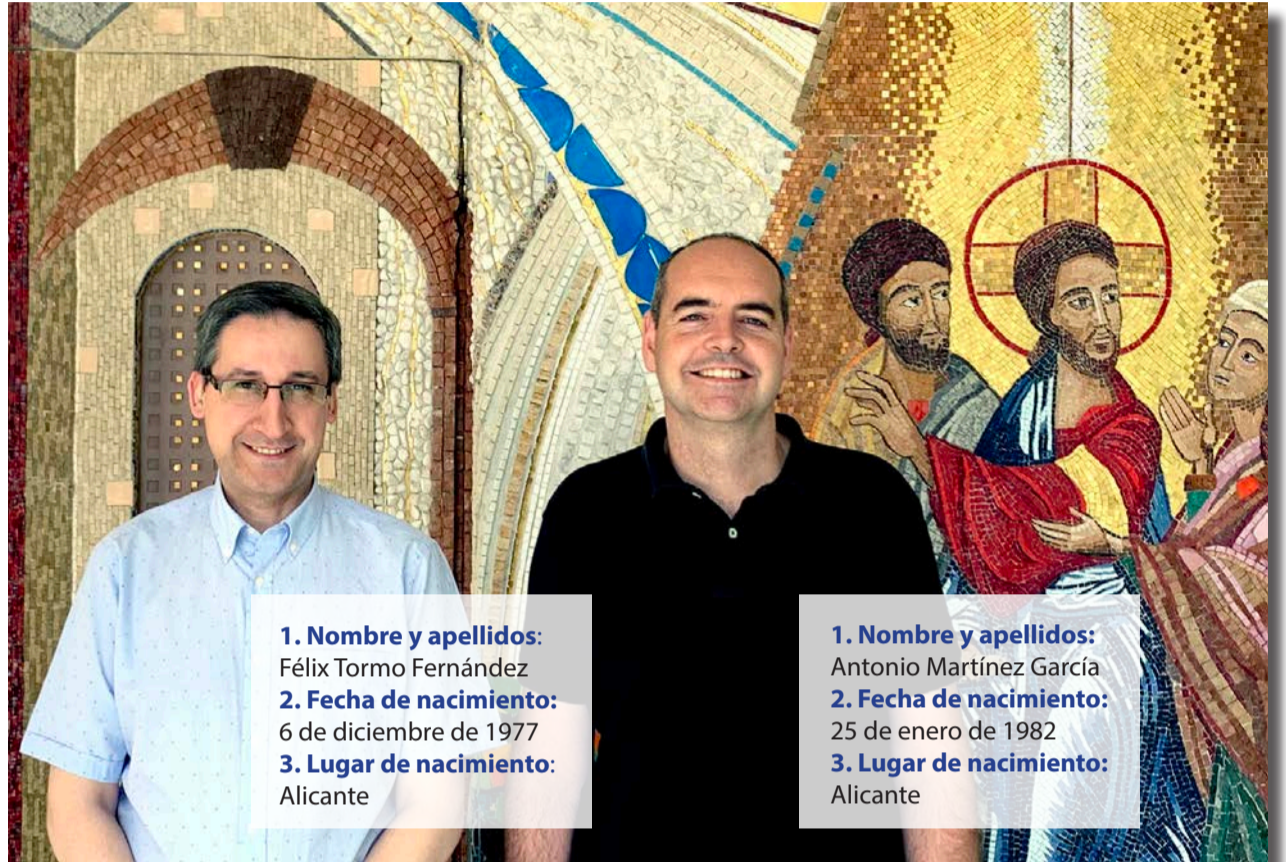 1. Nombre y apellidos:
Félix Tormo Fernández
2. Fecha de nacimiento:
6 de diciembre de 1977
3. Lugar de nacimiento:
Alicante
1. Nombre y apellidos:
Antonio Martínez García
2. Fecha de nacimiento:
25 de enero de 1982
3. Lugar de nacimiento:
Alicante